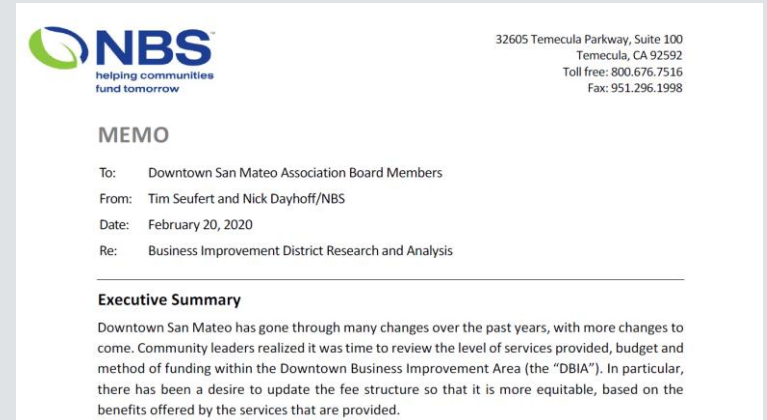 NBS
helping communities
fund tomorrow
32605 Temecula Parkway, Suite 100
Temecula, CA 92592
Toll free: 800.676.7516
Fax: 951.296.1998
MEMO
To: Downtown San Mateo Association Board Members
From: Tim Seufert and Nick Dayhoff/NBS
Date: February 20, 2020
Re: Business Improvement District Research and Analysis
Executive Summary
Downtown San Mateo has gone through many changes over the past years, with more changes to
come. Community leaders realized it was time to review the level of services provided, budget and
method of funding within the Downtown Business Improvement Area (the “DBIA”). In particular,
there has been a desire to update the fee structure so that it is more equitable, based on the
benefits offered by the services that are provided.